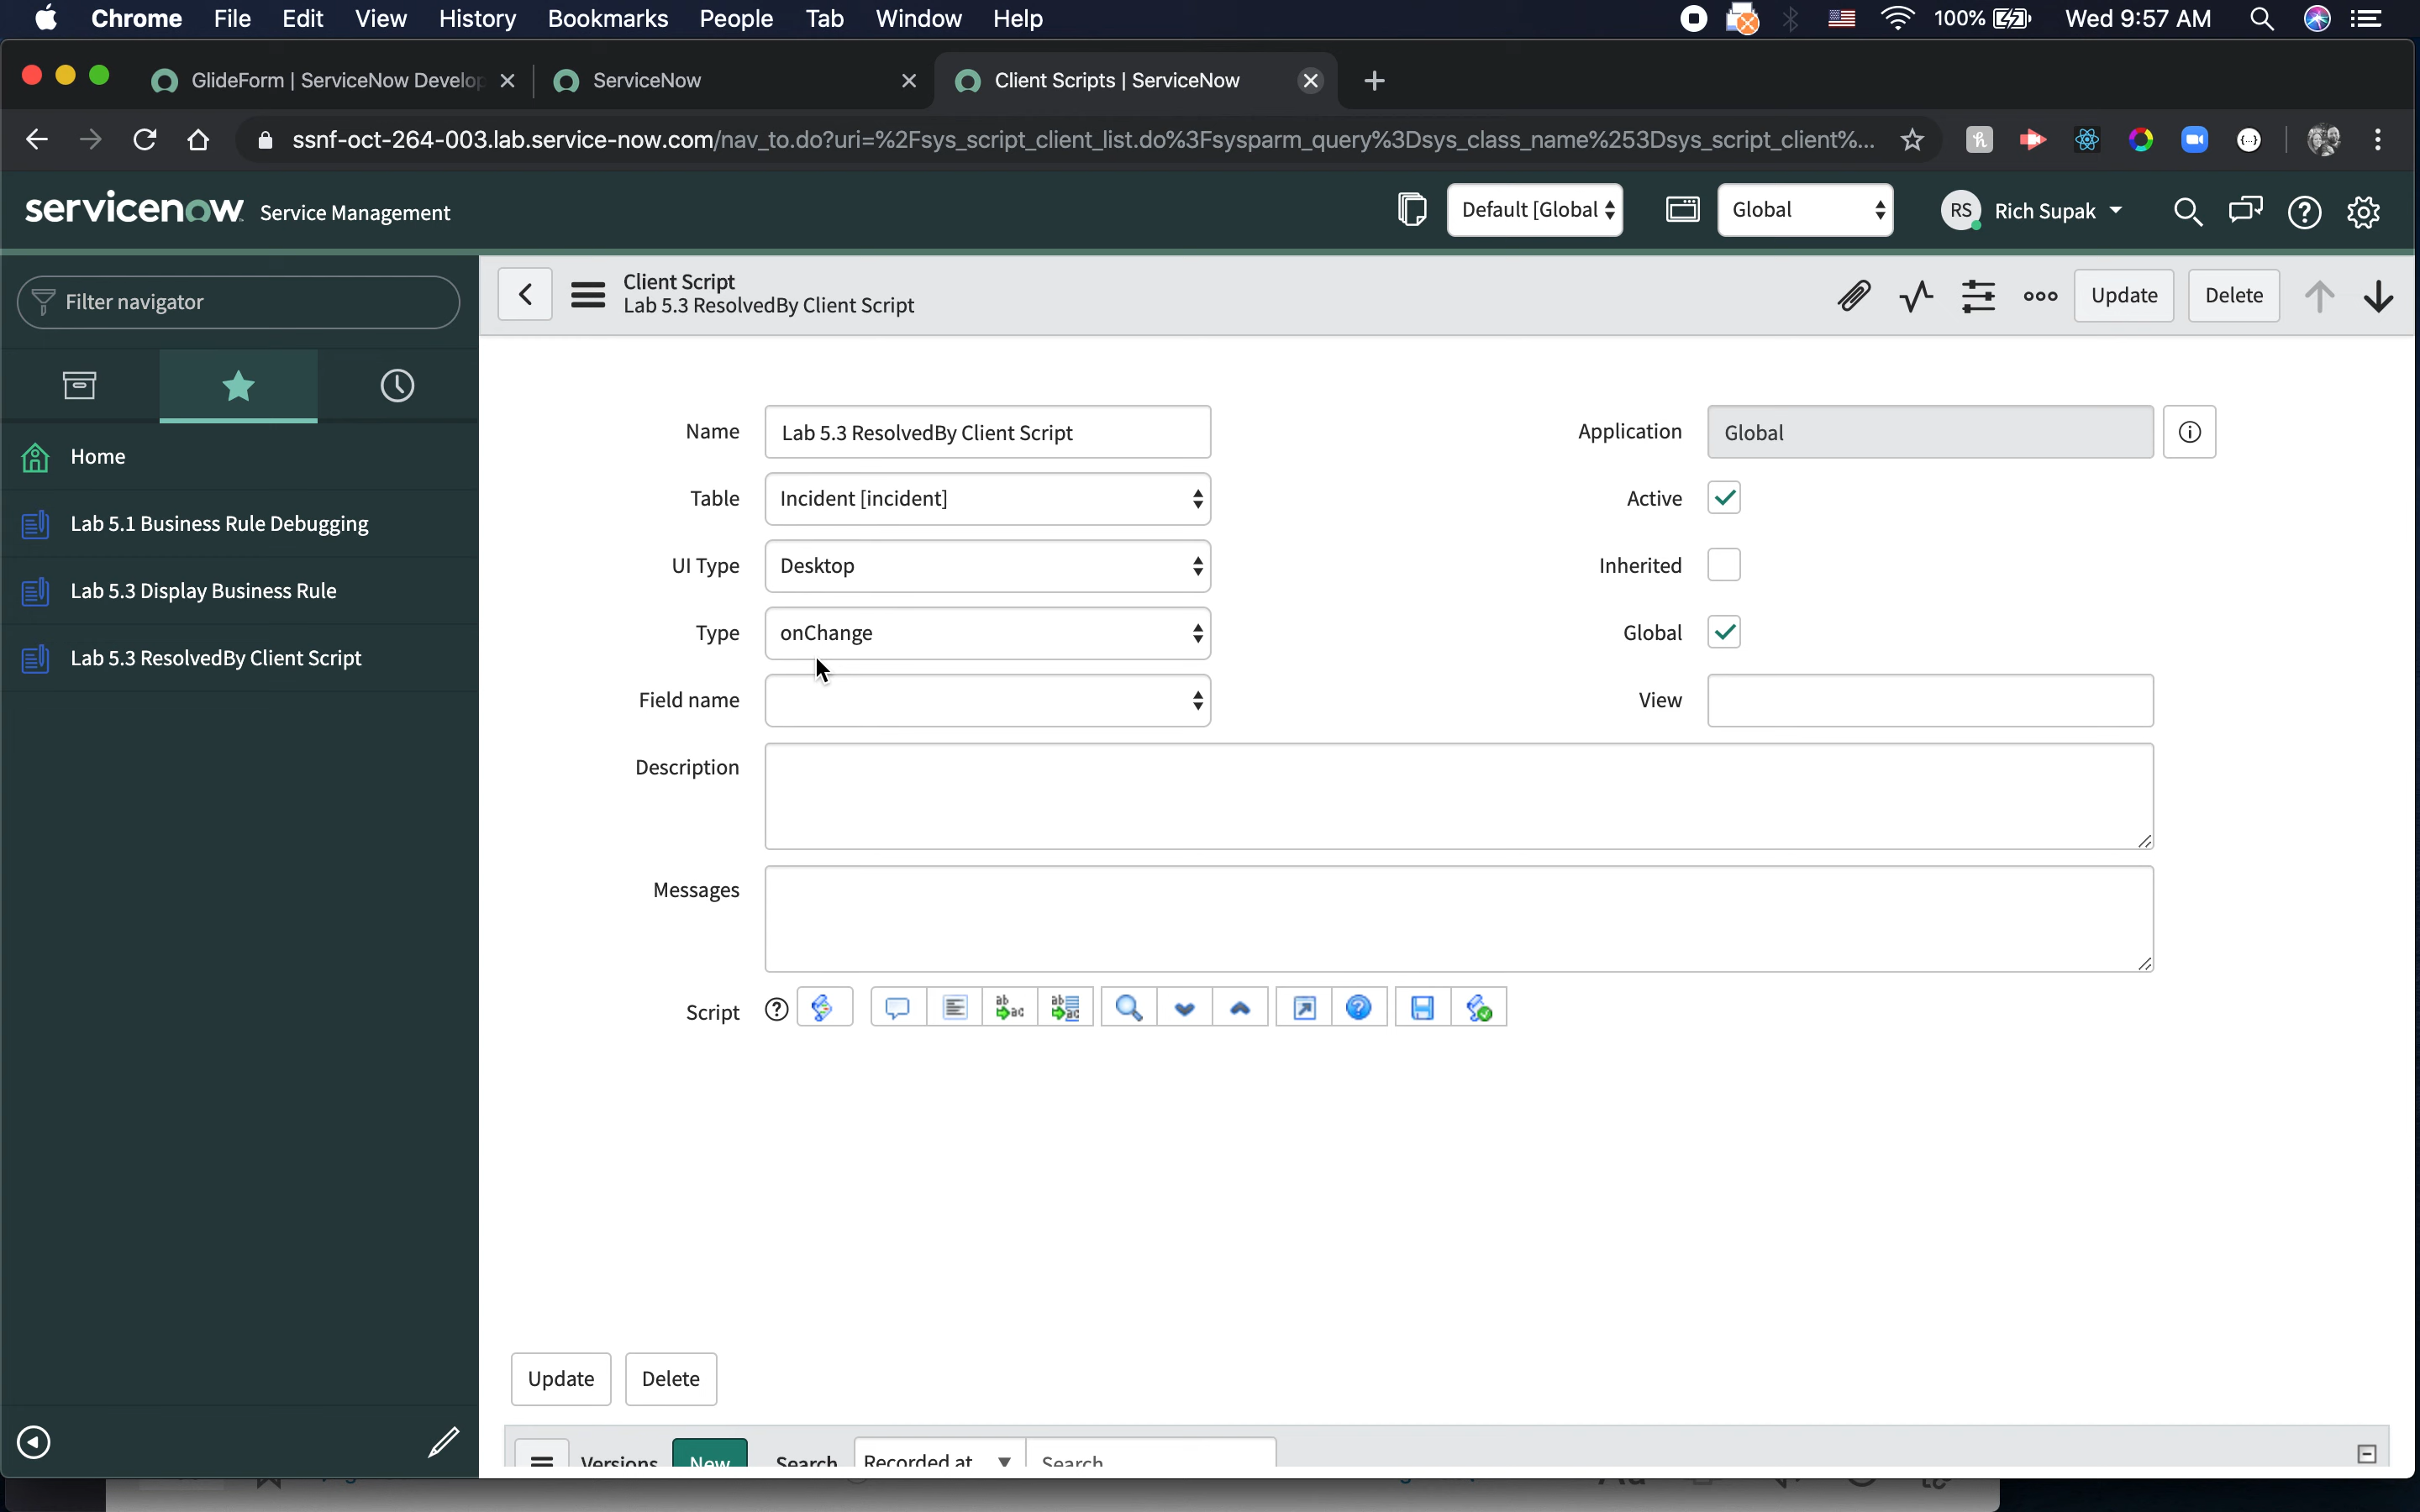 Chrome File Edit View History Bookmarks People Tab Window Help 100% Wed 9:57 AM
GlideForm | ServiceNow Develop
ServiceNow
Client Scripts | ServiceNow
ssnf-oct-264-003.lab.service-now.com/nav_to.do?uri=%2Fsys_script_client_list.do%3Fsysparm_query%3Dsys_class_name%253Dsys_script_client%...
servicenow Service Management
Default [Global
Global
RS Rich Supak
Filter navigator
Home
Lab 5.1 Business Rule Debugging
Lab 5.3 Display Business Rule
Lab 5.3 ResolvedBy Client Script
Client Script
Lab 5.3 ResolvedBy Client Script
Update
Delete
Name Lab 5.3 ResolvedBy Client Script
Table Incident [incident]
UI Type Desktop
Type onChange
Field name
Application Global
Active
Inherited
Global
View
Description
Messages
Script
Update
Delete
Versions New Search Recorded at Search